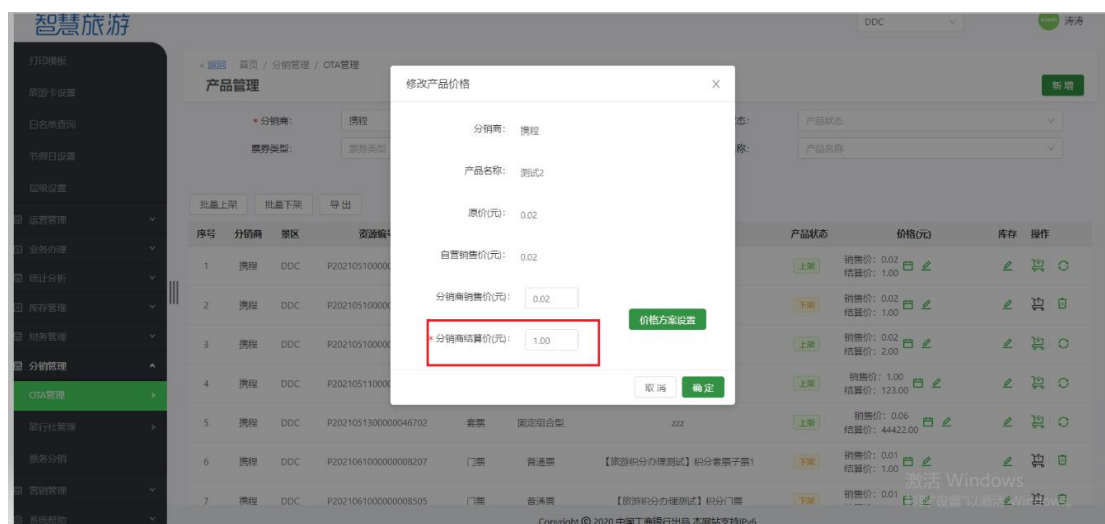 智慧旅游
DDC
涛涛
打印模板
旅游卡设置
白名单查询
节假日设置
层级设置
运营管理
业务办理
统计分析
库存管理
财务管理
分销管理
OTA管理
旅行社管理
票务分销
营销管理
系统帮助
< 返回 首页 / 分销管理 / OTA管理
产品管理
新增
* 分销商: 携程
态: 产品状态
票券类型: 票券类型
称: 产品名称
批量上架 批量下架 导出
修改产品价格
分销商: 携程
产品名称: 测试2
原价(元): 0.02
自营销售价(元): 0.02
分销商销售价(元): 0.02
价格方案设置
* 分销商结算价(元): 1.00
取消 确定
序号 分销商 景区 资源编号 产品状态 价格(元) 库存 操作
1 携程 DDC P20210510000 上架 销售价: 0.02 结算价: 1.00
2 携程 DDC P20210510000 下架 销售价: 0.02 结算价: 1.00
3 携程 DDC P20210510000 上架 销售价: 0.02 结算价: 2.00
4 携程 DDC P20210511000 上架 销售价: 1.00 结算价: 123.00
5 携程 DDC P2021051300000046702 套票 固定组合型 zzz 上架 销售价: 0.06 结算价: 44422.00
6 携程 DDC P2021061000000008207 门票 普通票 【旅游积分办理测试】积分套票子票1 下架 销售价: 0.01 结算价: 1.00
7 携程 DDC P2021061000000008505 门票 普通票 【旅游积分办理测试】积分门票 下架 销售价: 0.01
激活 Windows
Copyright © 2020 中国工商银行出品 本网站支持IPv6